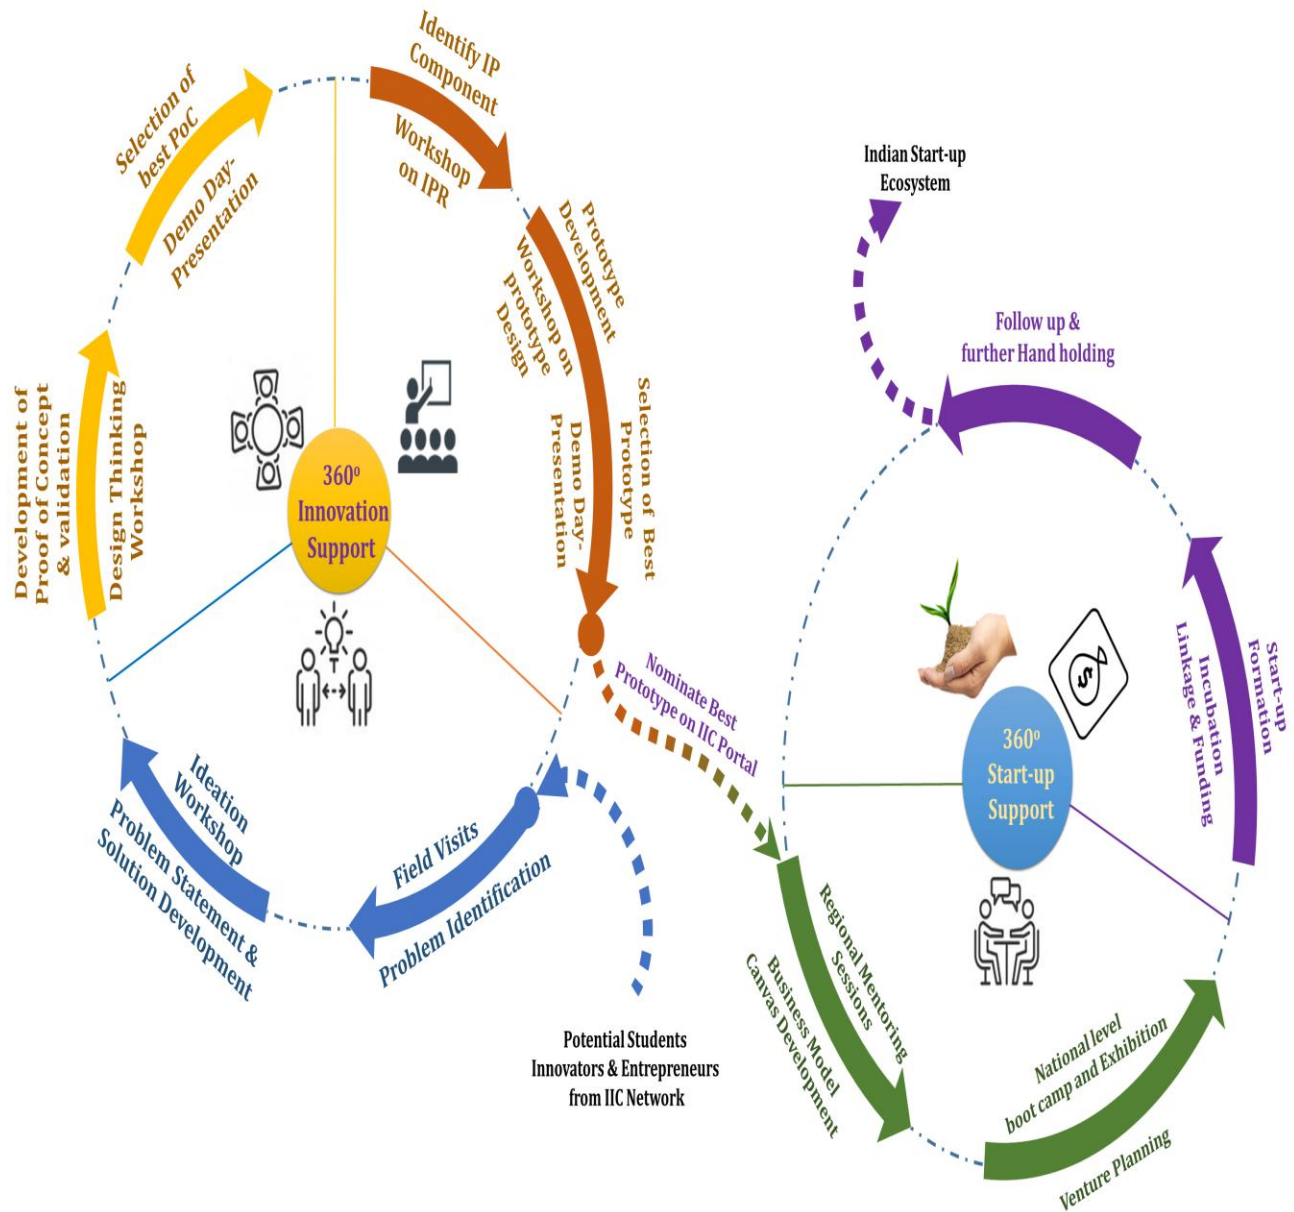 Identify IP
Component
Workshop
on IPR
Selection of
best PoC
Demo Day-
Presentation
Prototype
Development
Workshop on
prototype
Design
Development of
Proof of Concept
& validation
Design Thinking
Workshop
360°
Innovation
Support
Selection of Best
Prototype
Demo Day-
Presentation
Ideation
Workshop
Problem Statement &
Solution Development
Field Visits
Problem Identification
Potential Students
Innovators & Entrepreneurs
from IIC Network
Nominate Best
Prototype on IIC Portal
Indian Start-up
Ecosystem
Follow up &
further Hand holding
Start-up
Formation
Incubation
Linkage & Funding
$
360°
Start-up
Support
Regional Mentoring
Sessions
Business Model
Canvas Development
National level
boot camp and Exhibition
Venture Planning